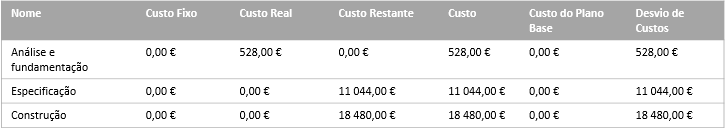 Nome Custo Fixo Custo Real Custo Restante Custo Custo do Plano Base Desvio de Custos
Análise e fundamentação 0,00 € 528,00 € 0,00 € 528,00 € 0,00 € 528,00 €
Especificação 0,00 € 0,00 € 11 044,00 € 11 044,00 € 0,00 € 11 044,00 €
Construção 0,00 € 0,00 € 18 480,00 € 18 480,00 € 0,00 € 18 480,00 €